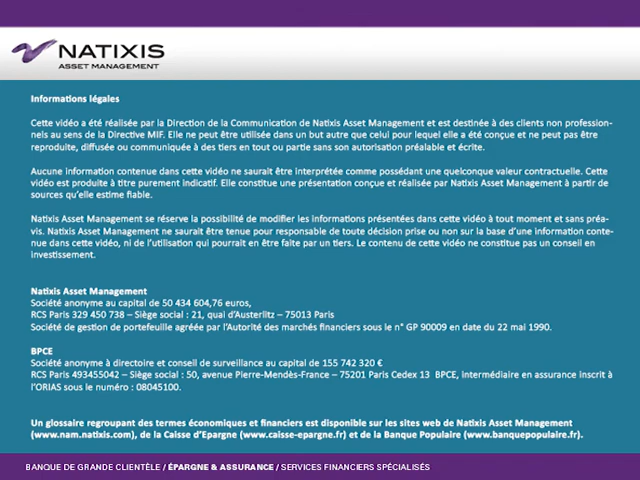 NATIXIS
ASSET MANAGEMENT
Informations légales
Cette vidéo a été réalisée par la Direction de la Communication de Natixis Asset Management et est destinée à des clients non profession-
nels au sens de la Directive MIF. Elle ne peut être utilisée dans un but autre que celui pour lequel elle a été conçue et ne peut pas être
reproduite, diffusée ou communiquée à des tiers en tout ou partie sans son autorisation préalable et écrite.
Aucune information contenue dans cette vidéo ne saurait être interprétée comme possédant une quelconque valeur contractuelle. Cette
vidéo est produite à titre purement indicatif. Elle constitue une présentation conçue et réalisée par Natixis Asset Management à partir de
sources qu'elle estime fiable.
Natixis Asset Management se réserve la possibilité de modifier les informations présentées dans cette vidéo à tout moment et sans préa-
vis. Natixis Asset Management ne saurait être tenue pour responsable de toute décision prise ou non sur la base d'une information conte-
nue dans cette vidéo, ni de l'utilisation qui pourrait en être faite par un tiers. Le contenu de cette vidéo ne constitue pas un conseil en
investissement.
Natixis Asset Management
Société anonyme au capital de 50 434 604,76 euros,
RCS Paris 329 450 738 – Siège social : 21, quai d'Austerlitz – 75013 Paris
Société de gestion de portefeuille agréée par l'Autorité des marchés financiers sous le n° GP 90009 en date du 22 mai 1990.
BPCE
Société anonyme à directoire et conseil de surveillance au capital de 155 742 320 €
RCS Paris 493455042 – Siège social : 50, avenue Pierre-Mendès-France – 75201 Paris Cedex 13 BPCE, intermédiaire en assurance inscrit à
l'ORIAS sous le numéro : 08045100.
Un glossaire regroupant des termes économiques et financiers est disponible sur les sites web de Natixis Asset Management
(www.nam.natixis.com), de la Caisse d'Epargne (www.caisse-epargne.fr) et de la Banque Populaire (www.banquepopulaire.fr).
BANQUE DE GRANDE CLIENTÈLE / ÉPARGNE & ASSURANCE / SERVICES FINANCIERS SPÉCIALISÉS